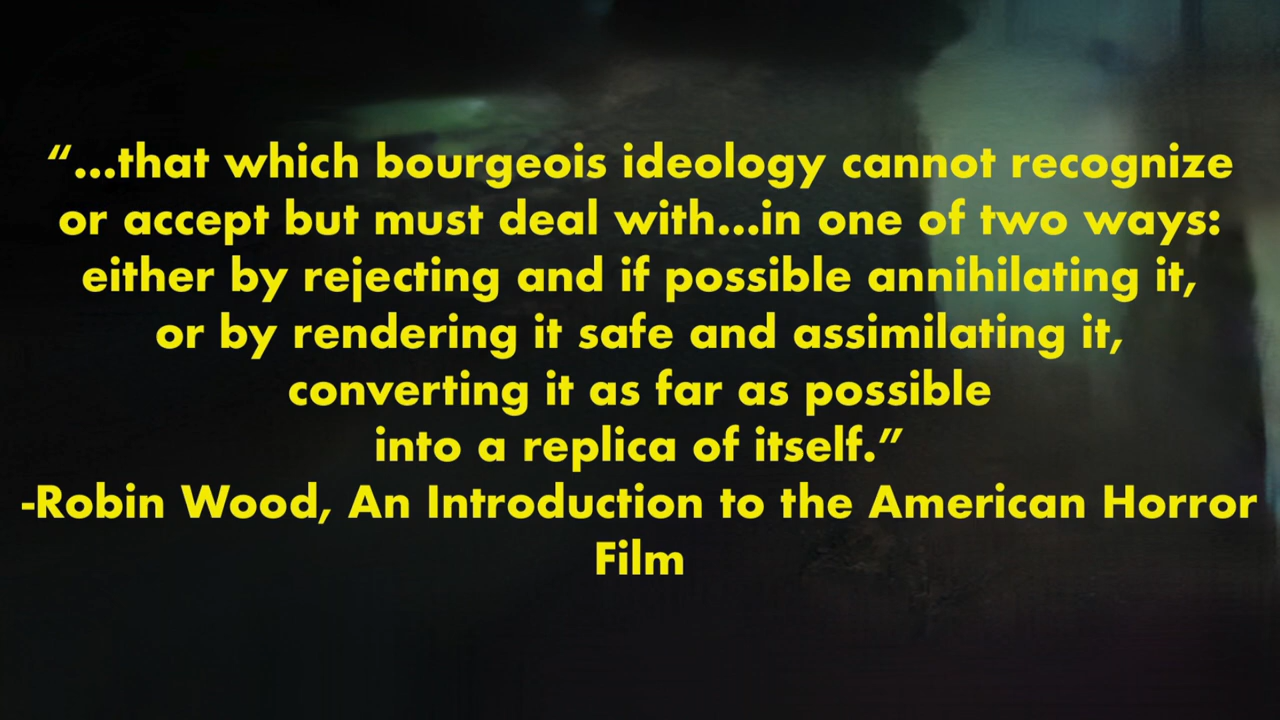 “...that which bourgeois ideology cannot recognize
or accept but must deal with...in one of two ways:
either by rejecting and if possible annihilating it,
or by rendering it safe and assimilating it,
converting it as far as possible
into a replica of itself.”
-Robin Wood, An Introduction to the American Horror
Film